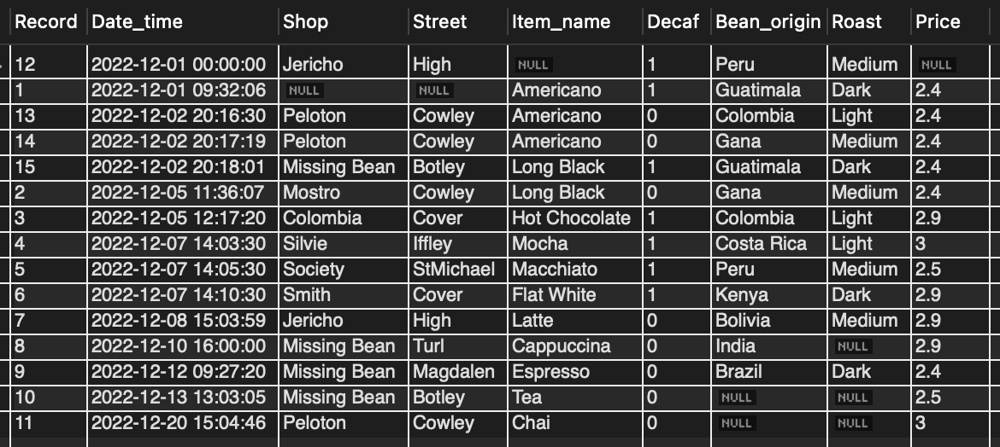 Record Date_time Shop Street Item_name Decaf Bean_origin Roast Price
12 2022-12-01 00:00:00 Jericho High NULL 1 Peru Medium NULL
1 2022-12-01 09:32:06 NULL NULL Americano 1 Guatimala Dark 2.4
13 2022-12-02 20:16:30 Peloton Cowley Americano 0 Colombia Light 2.4
14 2022-12-02 20:17:19 Peloton Cowley Americano 0 Gana Medium 2.4
15 2022-12-02 20:18:01 Missing Bean Botley Long Black 1 Guatimala Dark 2.4
2 2022-12-05 11:36:07 Mostro Cowley Long Black 0 Gana Medium 2.4
3 2022-12-05 12:17:20 Colombia Cover Hot Chocolate 1 Colombia Light 2.9
4 2022-12-07 14:03:30 Silvie Iffley Mocha 1 Costa Rica Light 3
5 2022-12-07 14:05:30 Society StMichael Macchiato 1 Peru Medium 2.5
6 2022-12-07 14:10:30 Smith Cover Flat White 1 Kenya Dark 2.9
7 2022-12-08 15:03:59 Jericho High Latte 0 Bolivia Medium 2.9
8 2022-12-10 16:00:00 Missing Bean Turl Cappuccina 0 India NULL 2.9
9 2022-12-12 09:27:20 Missing Bean Magdalen Espresso 0 Brazil Dark 2.4
10 2022-12-13 13:03:05 Missing Bean Botley Tea 0 NULL NULL 2.5
11 2022-12-20 15:04:46 Peloton Cowley Chai 0 NULL NULL 3